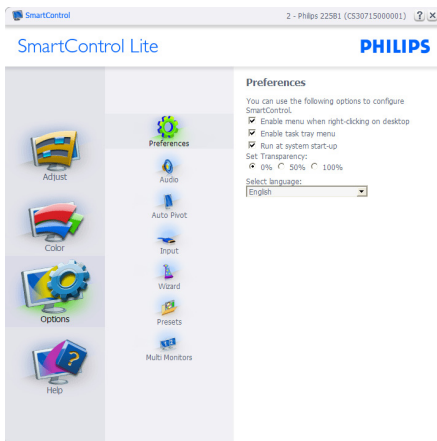 SmartControl
2 - Philips 225B1 (CS30715000001)
SmartControl Lite
PHILIPS
Adjust
Color
Options
Help
Preferences
Audio
Auto Pivot
Input
Wizard
Presets
Multi Monitors
Preferences
You can use the following options to configure
SmartControl.
Enable menu when right-clicking on desktop
Enable task tray menu
Run at system start-up
Set Transparency:
0% 50% 100%
Select language:
English